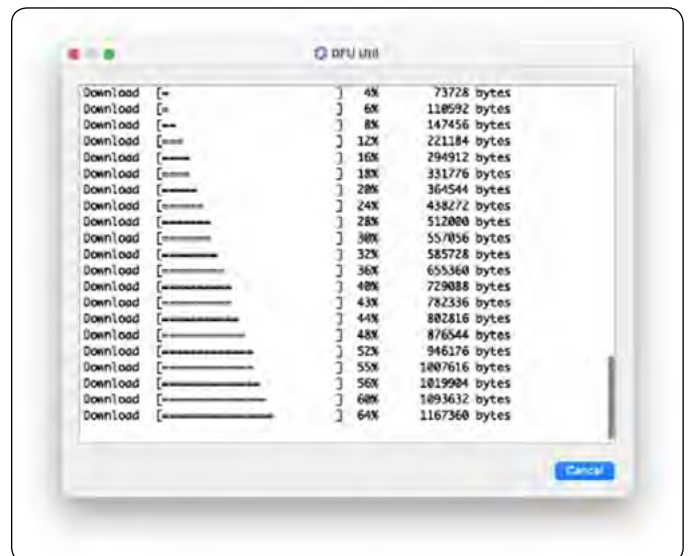 DFU Util
Download [= ] 4% 73728 bytes
Download [= ] 6% 110592 bytes
Download [== ] 8% 147456 bytes
Download [=== ] 12% 221184 bytes
Download [==== ] 16% 294912 bytes
Download [==== ] 18% 331776 bytes
Download [===== ] 20% 364544 bytes
Download [====== ] 24% 438272 bytes
Download [======= ] 28% 512000 bytes
Download [======= ] 30% 557056 bytes
Download [======== ] 32% 585728 bytes
Download [========= ] 36% 655360 bytes
Download [========== ] 40% 729088 bytes
Download [========== ] 43% 782336 bytes
Download [=========== ] 44% 802816 bytes
Download [============ ] 48% 876544 bytes
Download [============= ] 52% 946176 bytes
Download [============= ] 55% 1007616 bytes
Download [============== ] 56% 1019904 bytes
Download [=============== ] 60% 1093632 bytes
Download [================ ] 64% 1167360 bytes
Cancel